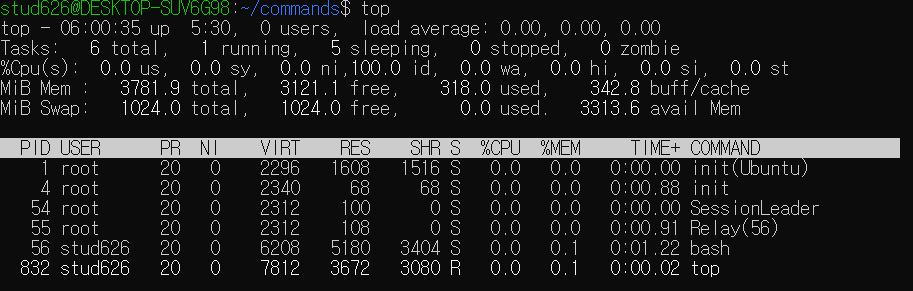 stud626@DESKTOP-SUV6G98:~/commands$ top
top - 06:00:35 up  5:30,  0 users,  load average: 0.00, 0.00, 0.00
Tasks:   6 total,   1 running,   5 sleeping,   0 stopped,   0 zombie
%Cpu(s):  0.0 us,  0.0 sy,  0.0 ni,100.0 id,  0.0 wa,  0.0 hi,  0.0 si,  0.0 st
MiB Mem :   3781.9 total,   3121.1 free,    318.0 used,    342.8 buff/cache
MiB Swap:   1024.0 total,   1024.0 free,      0.0 used.   3313.6 avail Mem
PID USER      PR  NI    VIRT    RES    SHR S  %CPU  %MEM     TIME+ COMMAND
1 root      20   0    2296   1608   1516 S   0.0   0.0   0:00.00 init(Ubuntu)
4 root      20   0    2340     68     68 S   0.0   0.0   0:00.88 init
54 root      20   0    2312    100      0 S   0.0   0.0   0:00.00 SessionLeader
55 root      20   0    2312    108      0 S   0.0   0.0   0:00.91 Relay(56)
56 stud626   20   0    6208   5180   3404 S   0.0   0.1   0:01.22 bash
832 stud626   20   0    7812   3672   3080 R   0.0   0.1   0:00.02 top